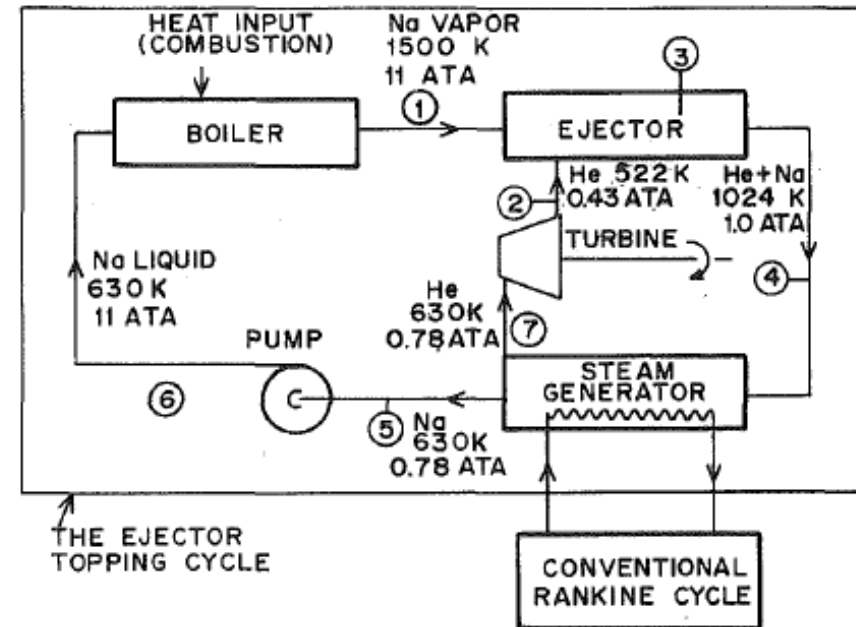 HEAT INPUT
(COMBUSTION)
Na VAPOR
1500 K
11 ATA
①
③
BOILER
EJECTOR
He 522 K
0.43 ATA
②
He + Na
1024 K
1.0 ATA
TURBINE
④
Na LIQUID
630 K
11 ATA
He
630K
0.78 ATA
⑦
PUMP
⑥
STEAM
GENERATOR
⑤
Na
630K
0.78 ATA
THE EJECTOR
TOPPING CYCLE
CONVENTIONAL
RANKINE CYCLE